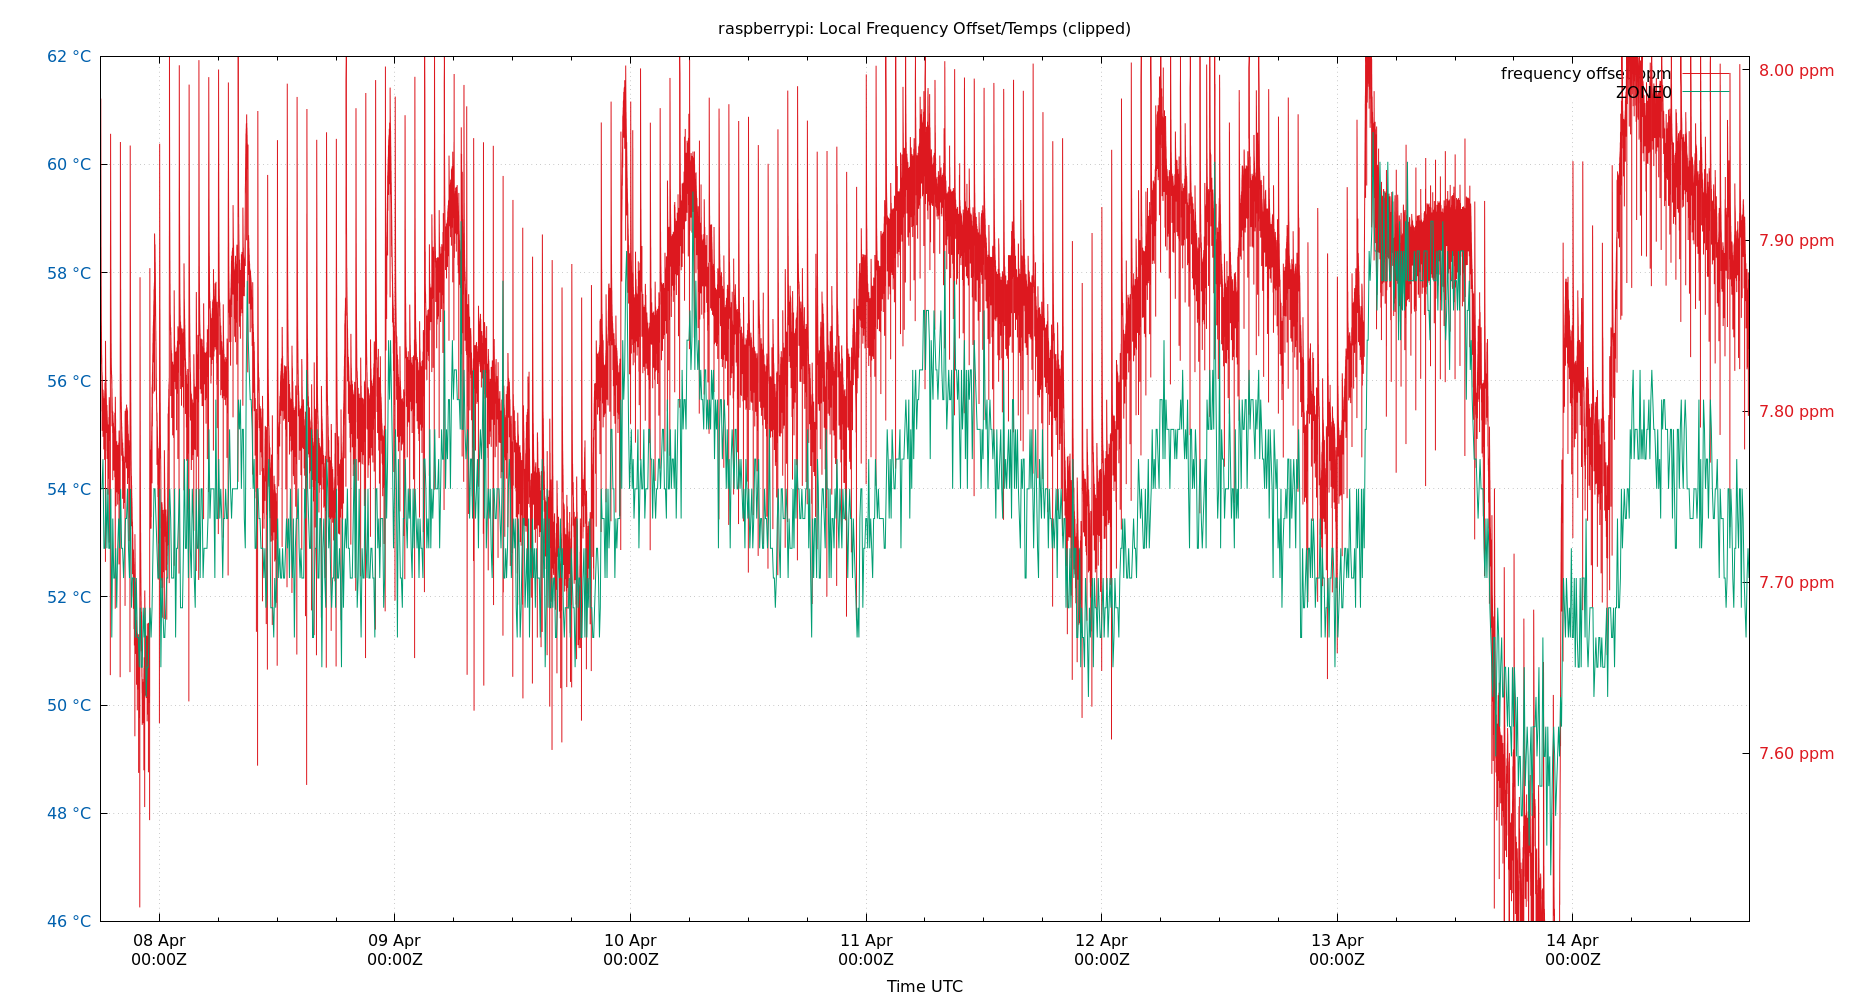 raspberrypi: Local Frequency Offset/Temps (clipped)
62 °C
60 °C
58 °C
56 °C
54 °C
52 °C
50 °C
48 °C
46 °C
frequency offset ppm
ZONE0
8.00 ppm
7.90 ppm
7.80 ppm
7.70 ppm
7.60 ppm
08 Apr
00:00Z
09 Apr
00:00Z
10 Apr
00:00Z
11 Apr
00:00Z
12 Apr
00:00Z
13 Apr
00:00Z
14 Apr
00:00Z
Time UTC